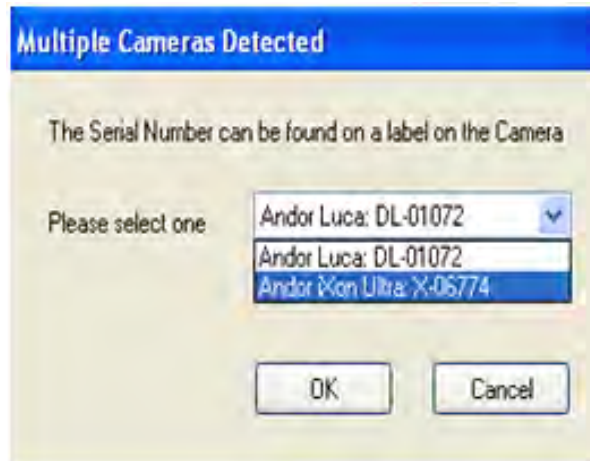 Multiple Cameras Detected
The Serial Number can be found on a label on the Camera
Please select one
Andor Luca: DL-01072
Andor Luca: DL-01072
Andor iXon Ultra: X-06774
OK
Cancel